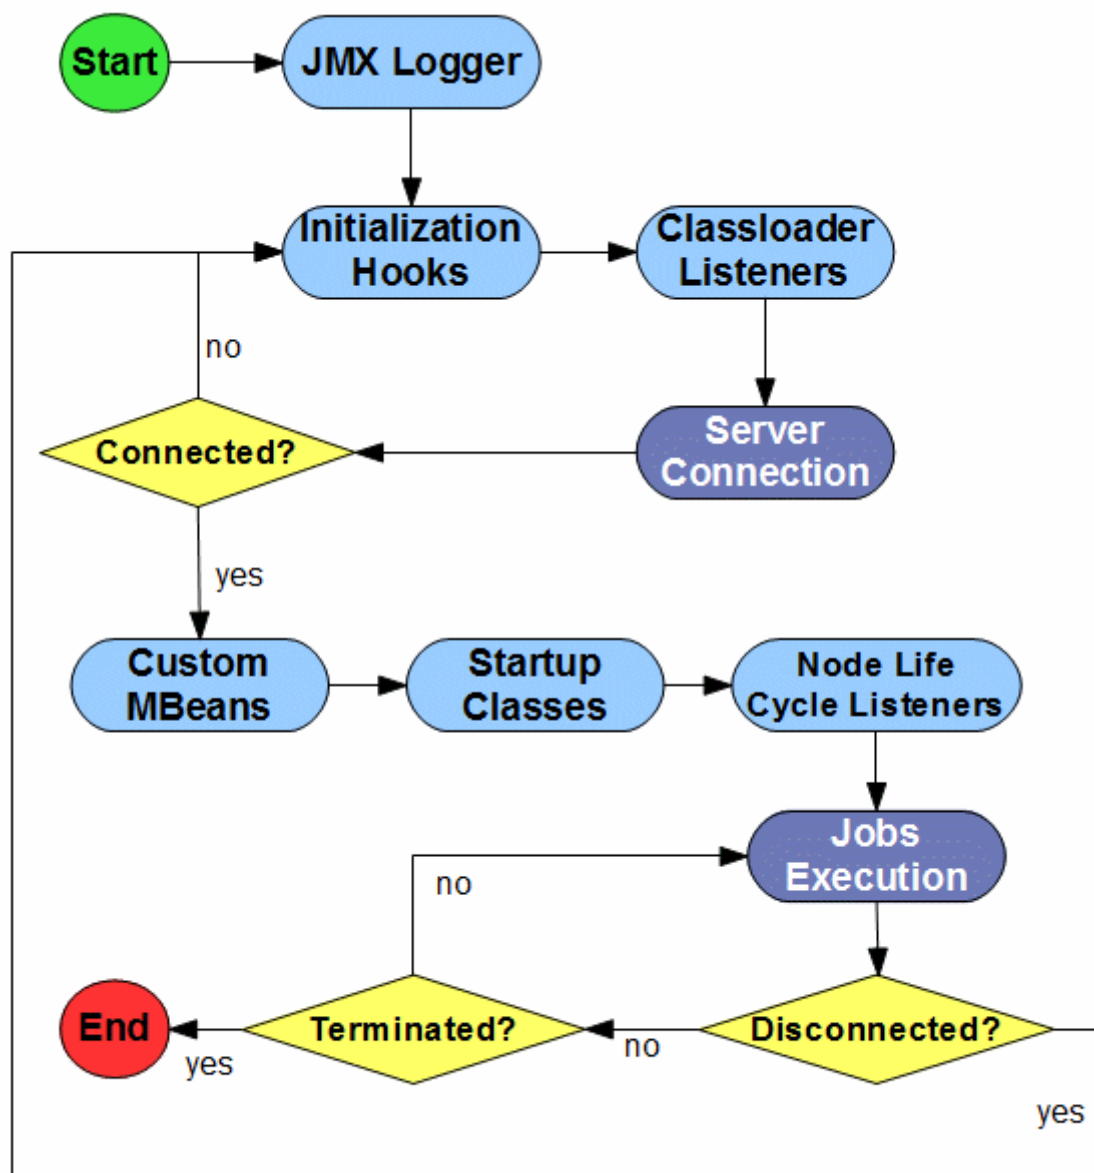 Start
JMX Logger
Initialization
Hooks
Classloader
Listeners
no
Connected?
Server
Connection
yes
Custom
MBeans
Startup
Classes
Node Life
Cycle Listeners
Jobs
Execution
no
End
yes
Terminated?
no
Disconnected?
yes